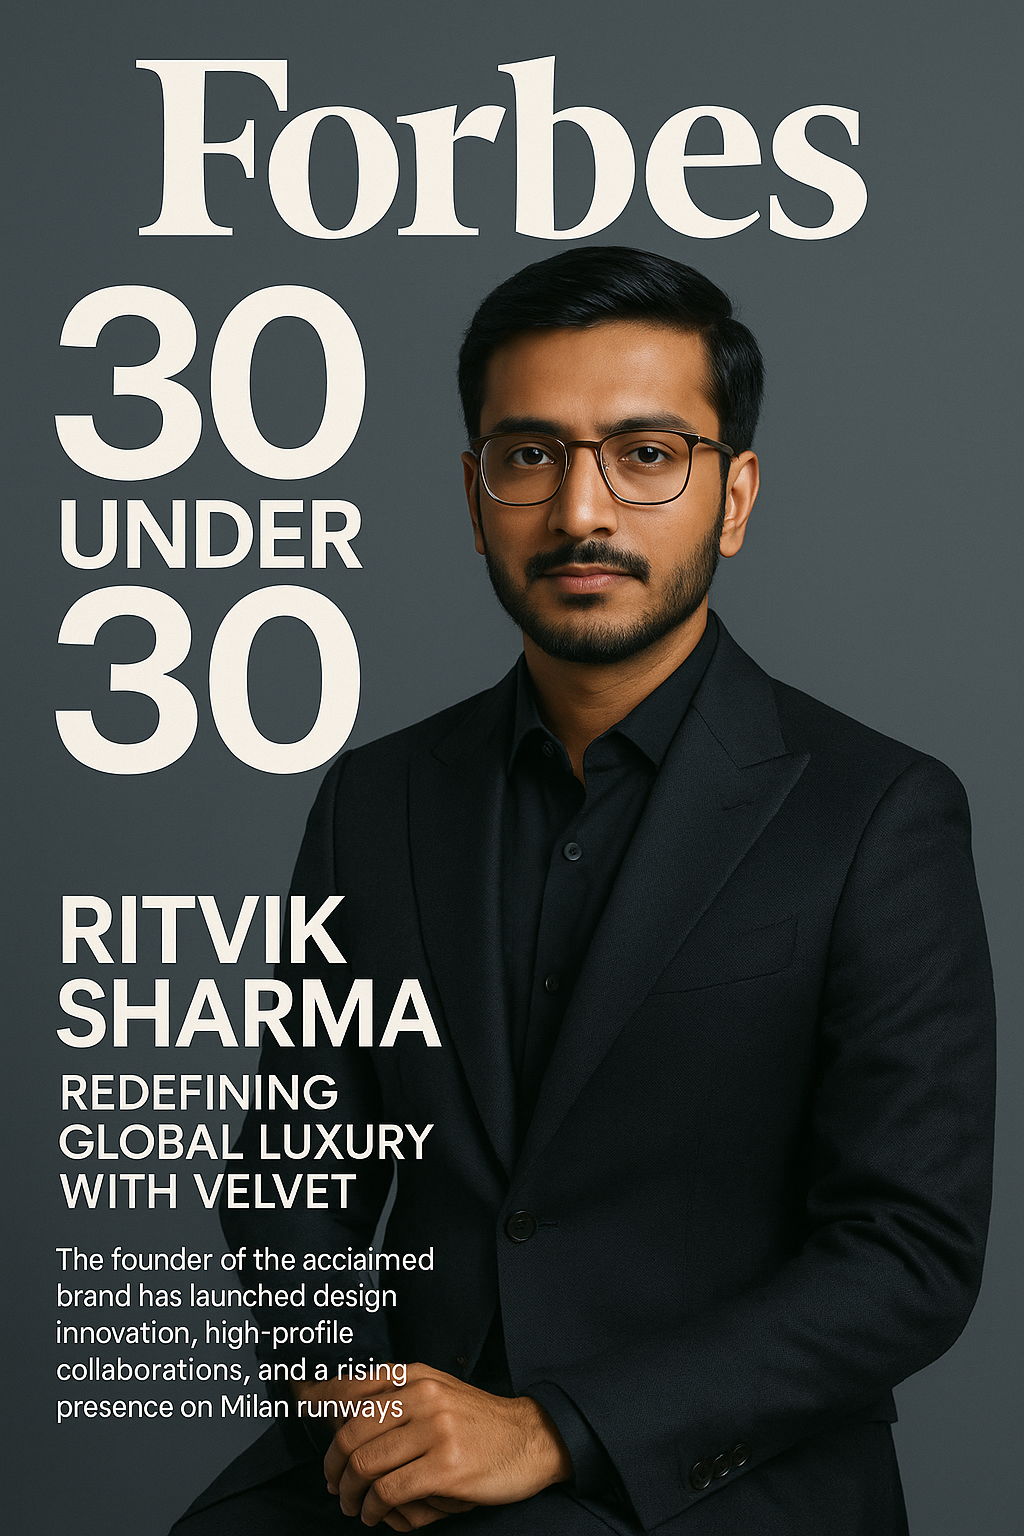 Forbes
30
UNDER
30
RITVIK
SHARMA
REDEFINING
GLOBAL LUXURY
WITH VELVET
The founder of the acciaimed
brand has launched design
innovation, high-profile
collaborations, and a rising
presence on Milan runways